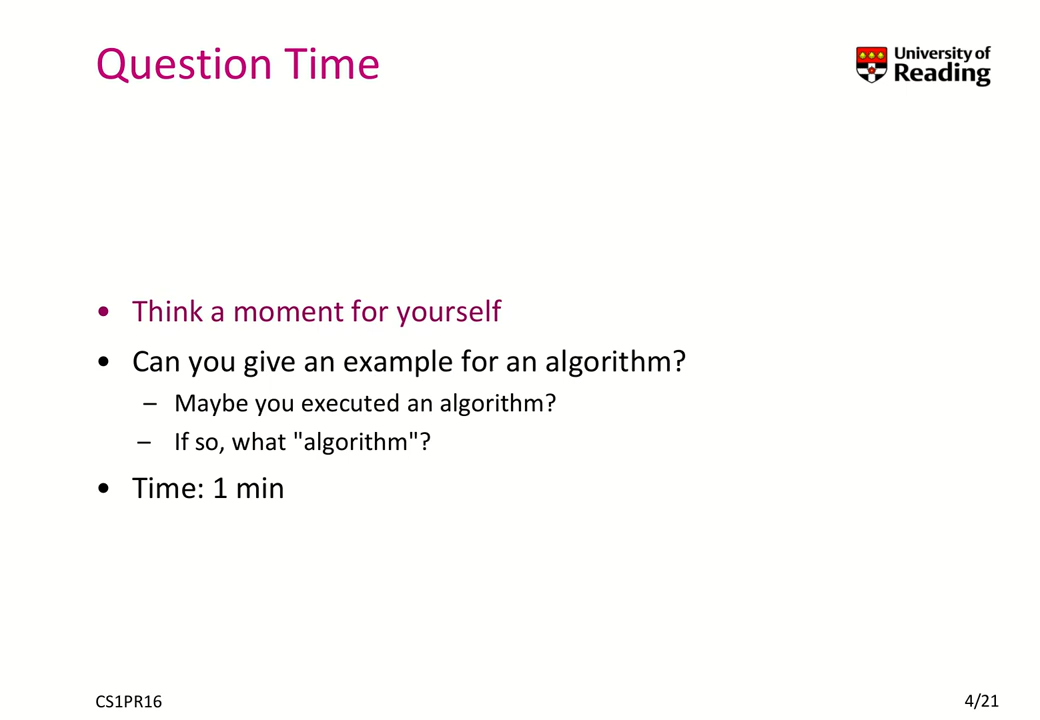 Question Time
University of
Reading
• Think a moment for yourself
• Can you give an example for an algorithm?
– Maybe you executed an algorithm?
– If so, what "algorithm"?
• Time: 1 min
CS1PR16
4/21